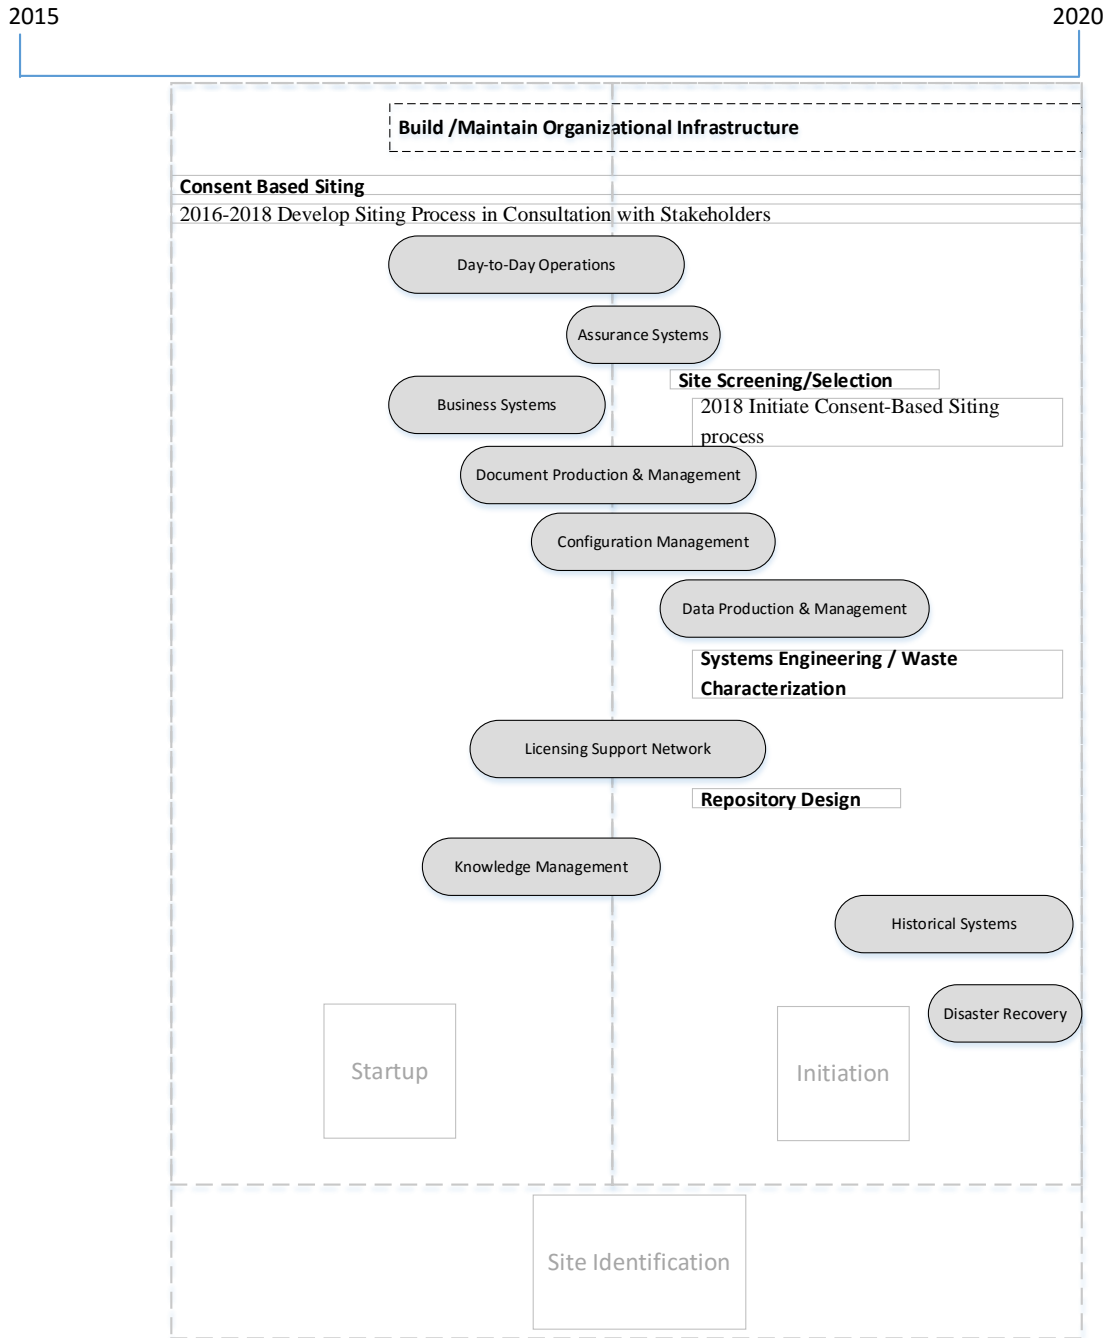 2015
2020
Build /Maintain Organizational Infrastructure
Consent Based Siting
2016-2018 Develop Siting Process in Consultation with Stakeholders
Day-to-Day Operations
Assurance Systems
Site Screening/Selection
Business Systems
2018 Initiate Consent-Based Siting
process
Document Production & Management
Configuration Management
Data Production & Management
Systems Engineering / Waste
Characterization
Licensing Support Network
Repository Design
Knowledge Management
Historical Systems
Disaster Recovery
Startup
Initiation
Site Identification